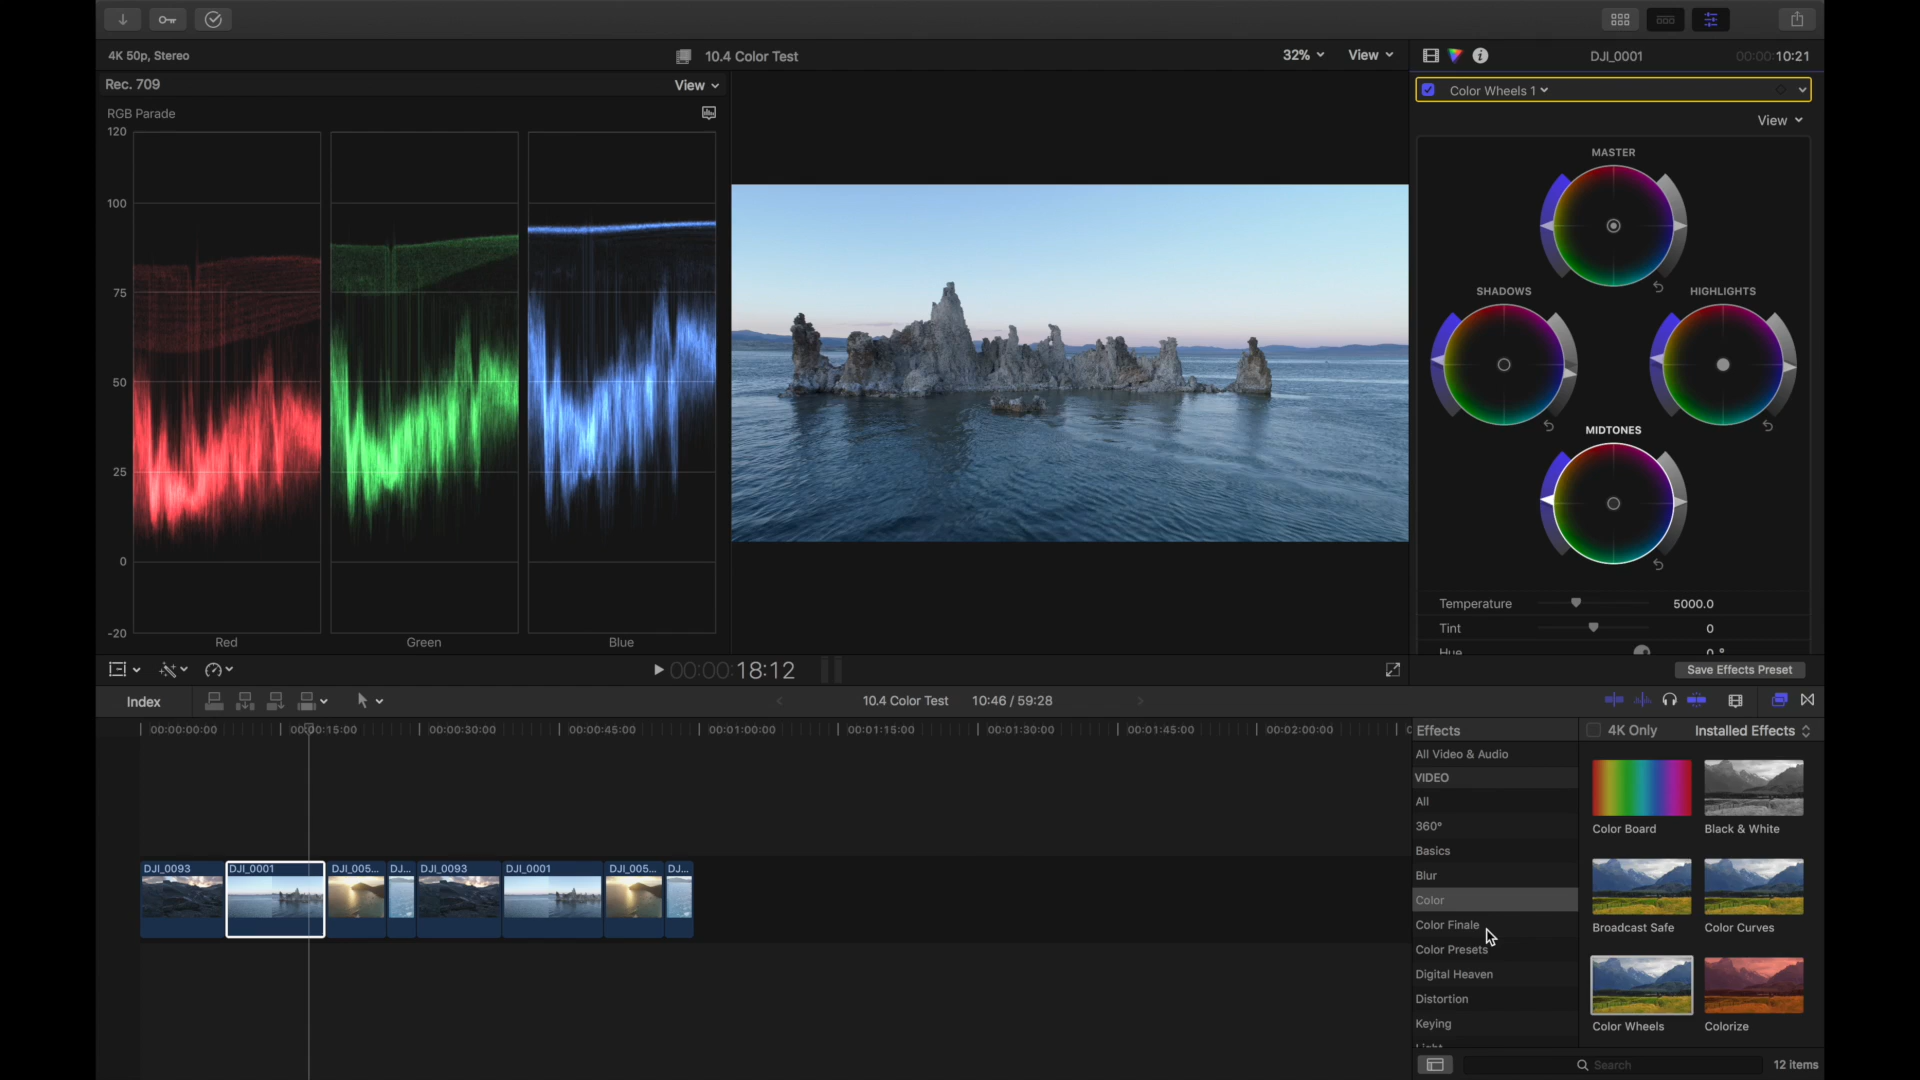 4K 50p, Stereo
10.4 Color Test
32%
View
DJI_0001
00:00:10:21
Rec. 709
View
Color Wheels 1
View
RGB Parade
120
100
75
50
25
0
-20
Red
Green
Blue
MASTER
SHADOWS
HIGHLIGHTS
MIDTONES
Temperature
5000.0
Tint
0
Hue
0 °
00:00:18:12
Save Effects Preset
Index
10.4 Color Test
10:46 / 59:28
00:00:00:00
00:00:15:00
00:00:30:00
00:00:45:00
00:01:00:00
00:01:15:00
00:01:30:00
00:01:45:00
00:02:00:00
DJI_0093
DJI_0001
DJI_005...
DJ...
DJI_0093
DJI_0001
DJI_005...
DJ...
Effects
4K Only
Installed Effects
All Video & Audio
VIDEO
All
360°
Basics
Blur
Color
Color Finale
Color Presets
Digital Heaven
Distortion
Keying
Light
Color Board
Black & White
Broadcast Safe
Color Curves
Color Wheels
Colorize
Search
12 items